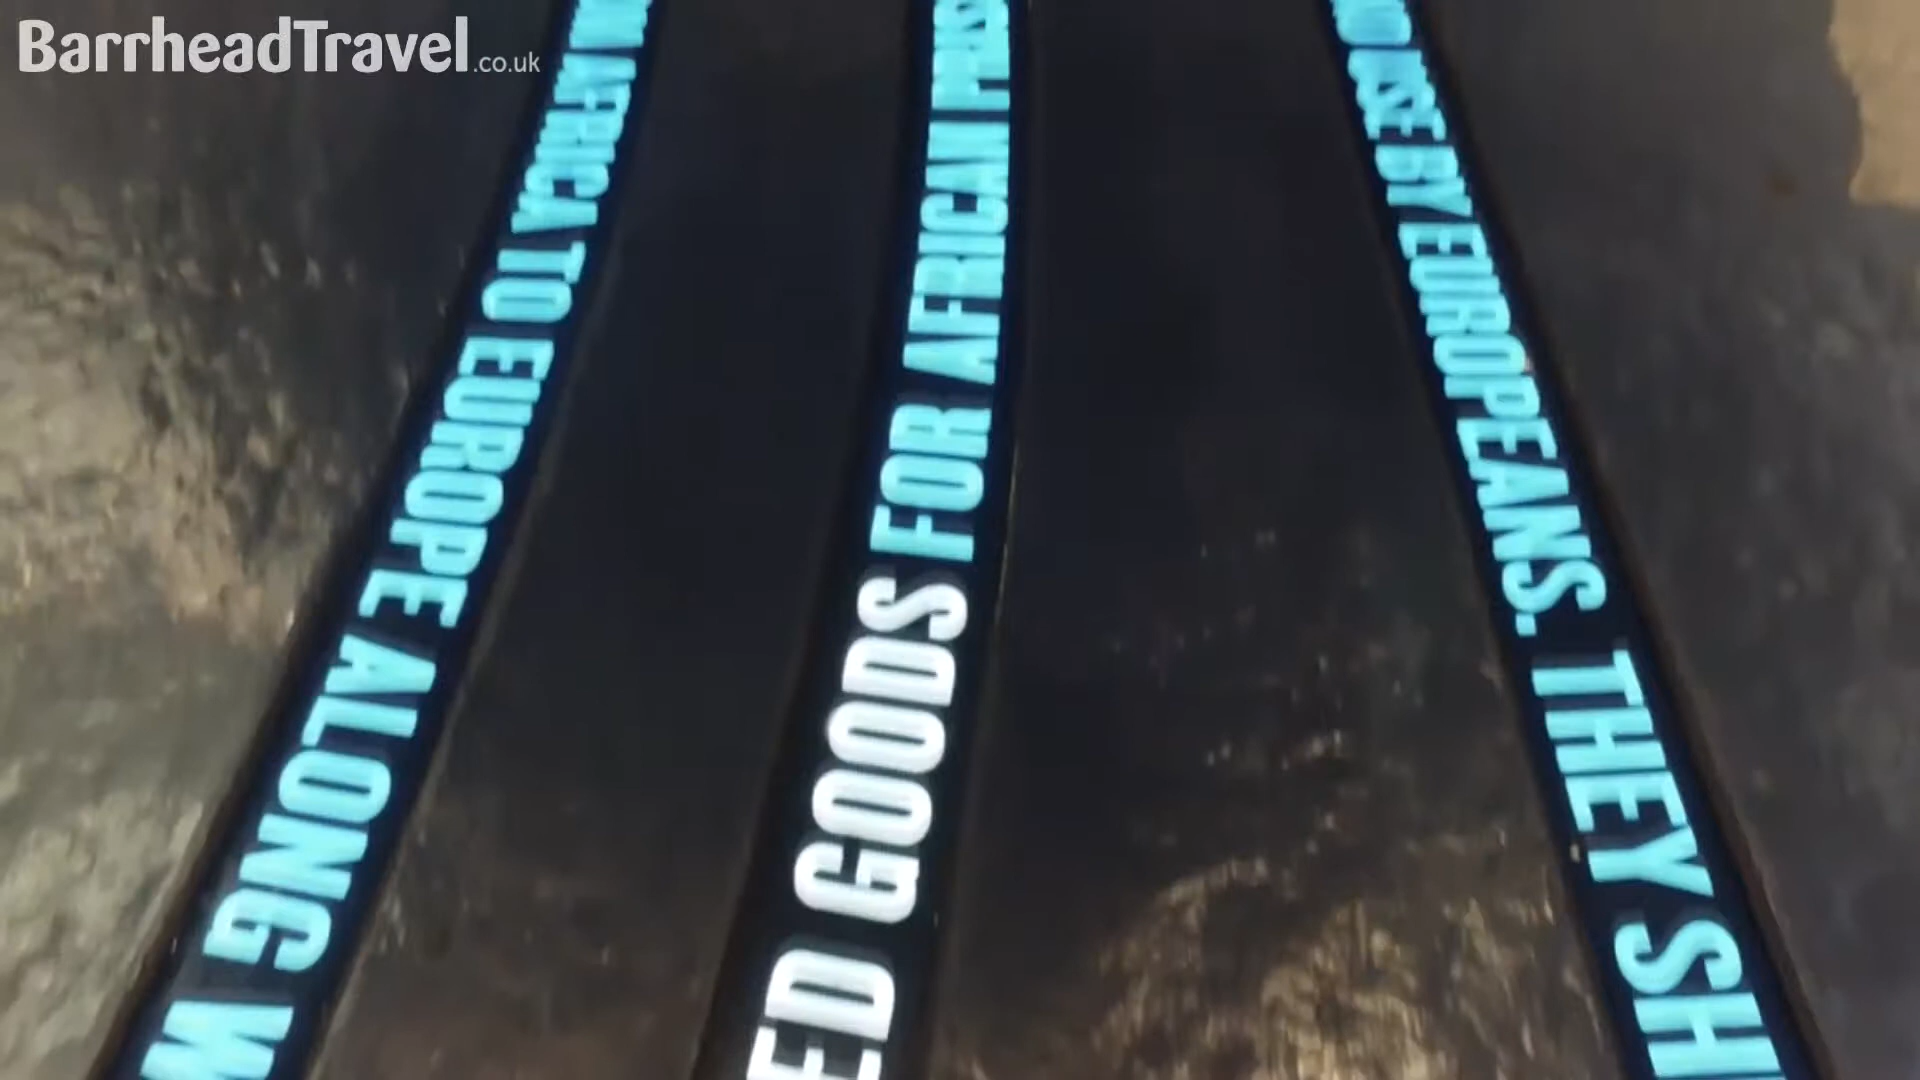 BarrheadTravel.co.uk
AFRICA TO EUROPE ALONG W
ED GOODS FOR AFRICAN
BY EUROPEANS. THEY SH